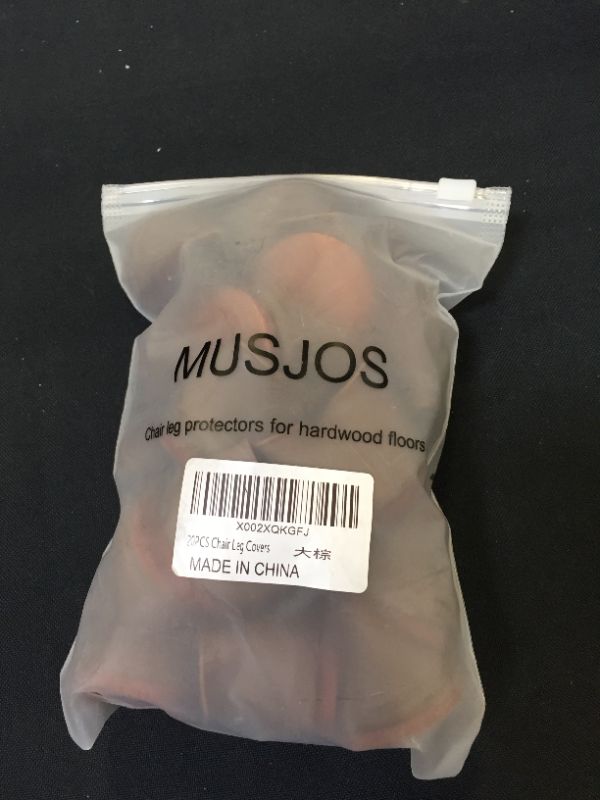 MUSJOS
Chair leg protectors for hardwood floors
X002XQKGFJ
20PCS Chair Leg Covers 大棕
MADE IN CHINA